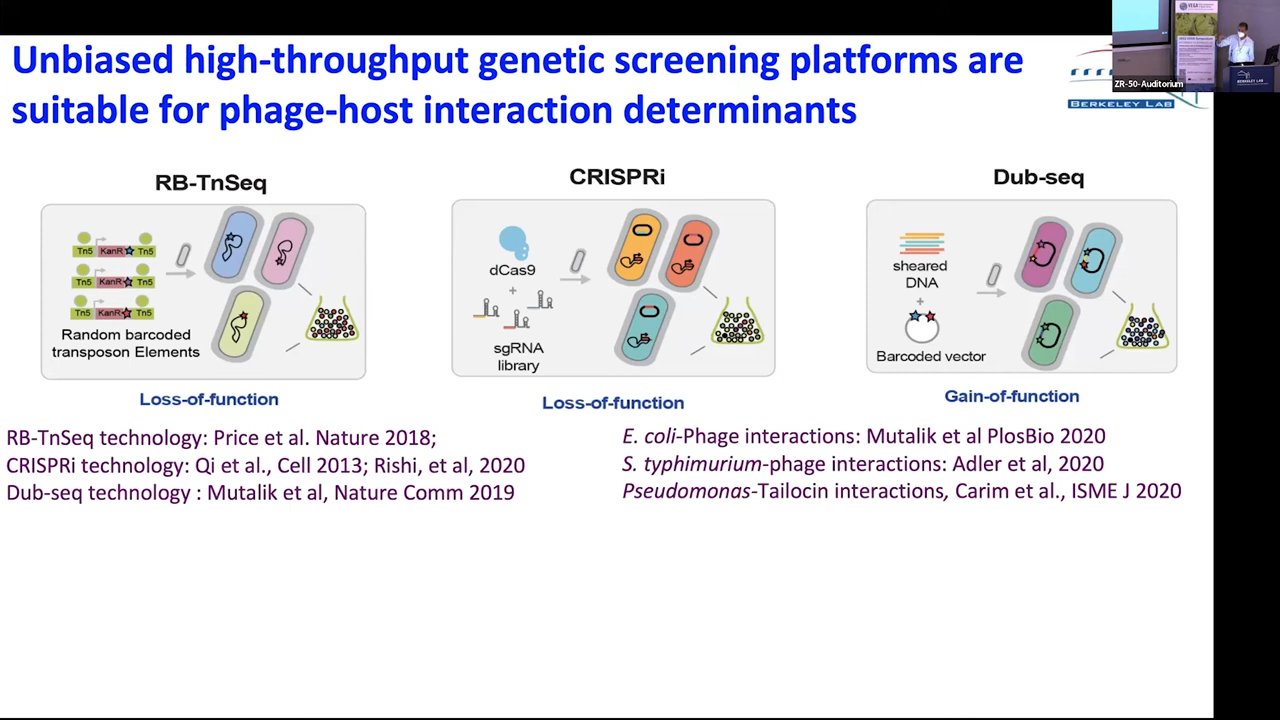 Unbiased high-throughput genetic screening platforms are
suitable for phage-host interaction determinants
BERKELEY LAB
ZR-50-Auditorium
BERKELEY LAB
RB-TnSeq
Tn5 KanR Tn5
Tn5 KanR Tn5
Tn5 KanR Tn5
Random barcoded
transposon Elements
Loss-of-function
CRISPRi
dCas9
+
sgRNA
library
Loss-of-function
Dub-seq
sheared
DNA
+
Barcoded vector
Gain-of-function
RB-TnSeq technology: Price et al. Nature 2018;
CRISPRi technology: Qi et al., Cell 2013; Rishi, et al, 2020
Dub-seq technology : Mutalik et al, Nature Comm 2019
E. coli-Phage interactions: Mutalik et al PlosBio 2020
S. typhimurium-phage interactions: Adler et al, 2020
Pseudomonas-Tailocin interactions, Carim et al., ISME J 2020